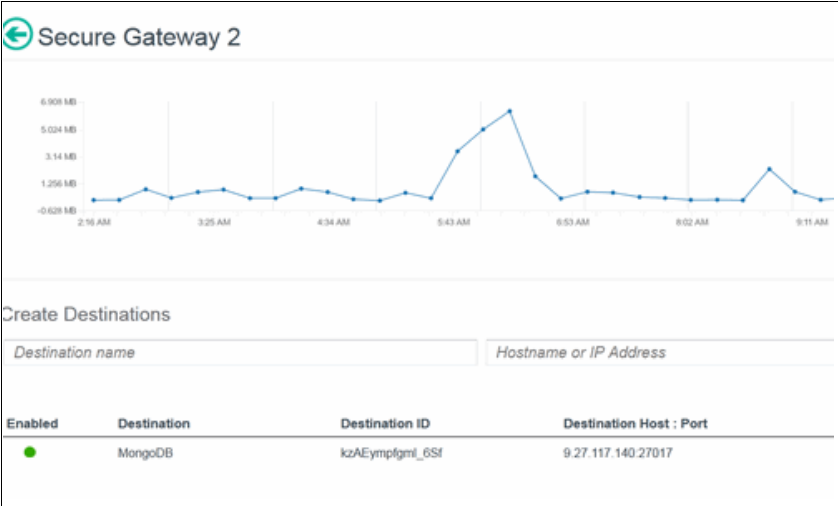 Secure Gateway 2
6.908 MB
5.024 MB
3.14 MB
1.256 MB
-0.628 MB
2:16 AM 3:25 AM 4:34 AM 5:43 AM 6:53 AM 8:02 AM 9:11 AM
Create Destinations
Destination name Hostname or IP Address
Enabled Destination Destination ID Destination Host : Port
MongoDB kzAEympfgml_6Sf 9.27.117.140:27017